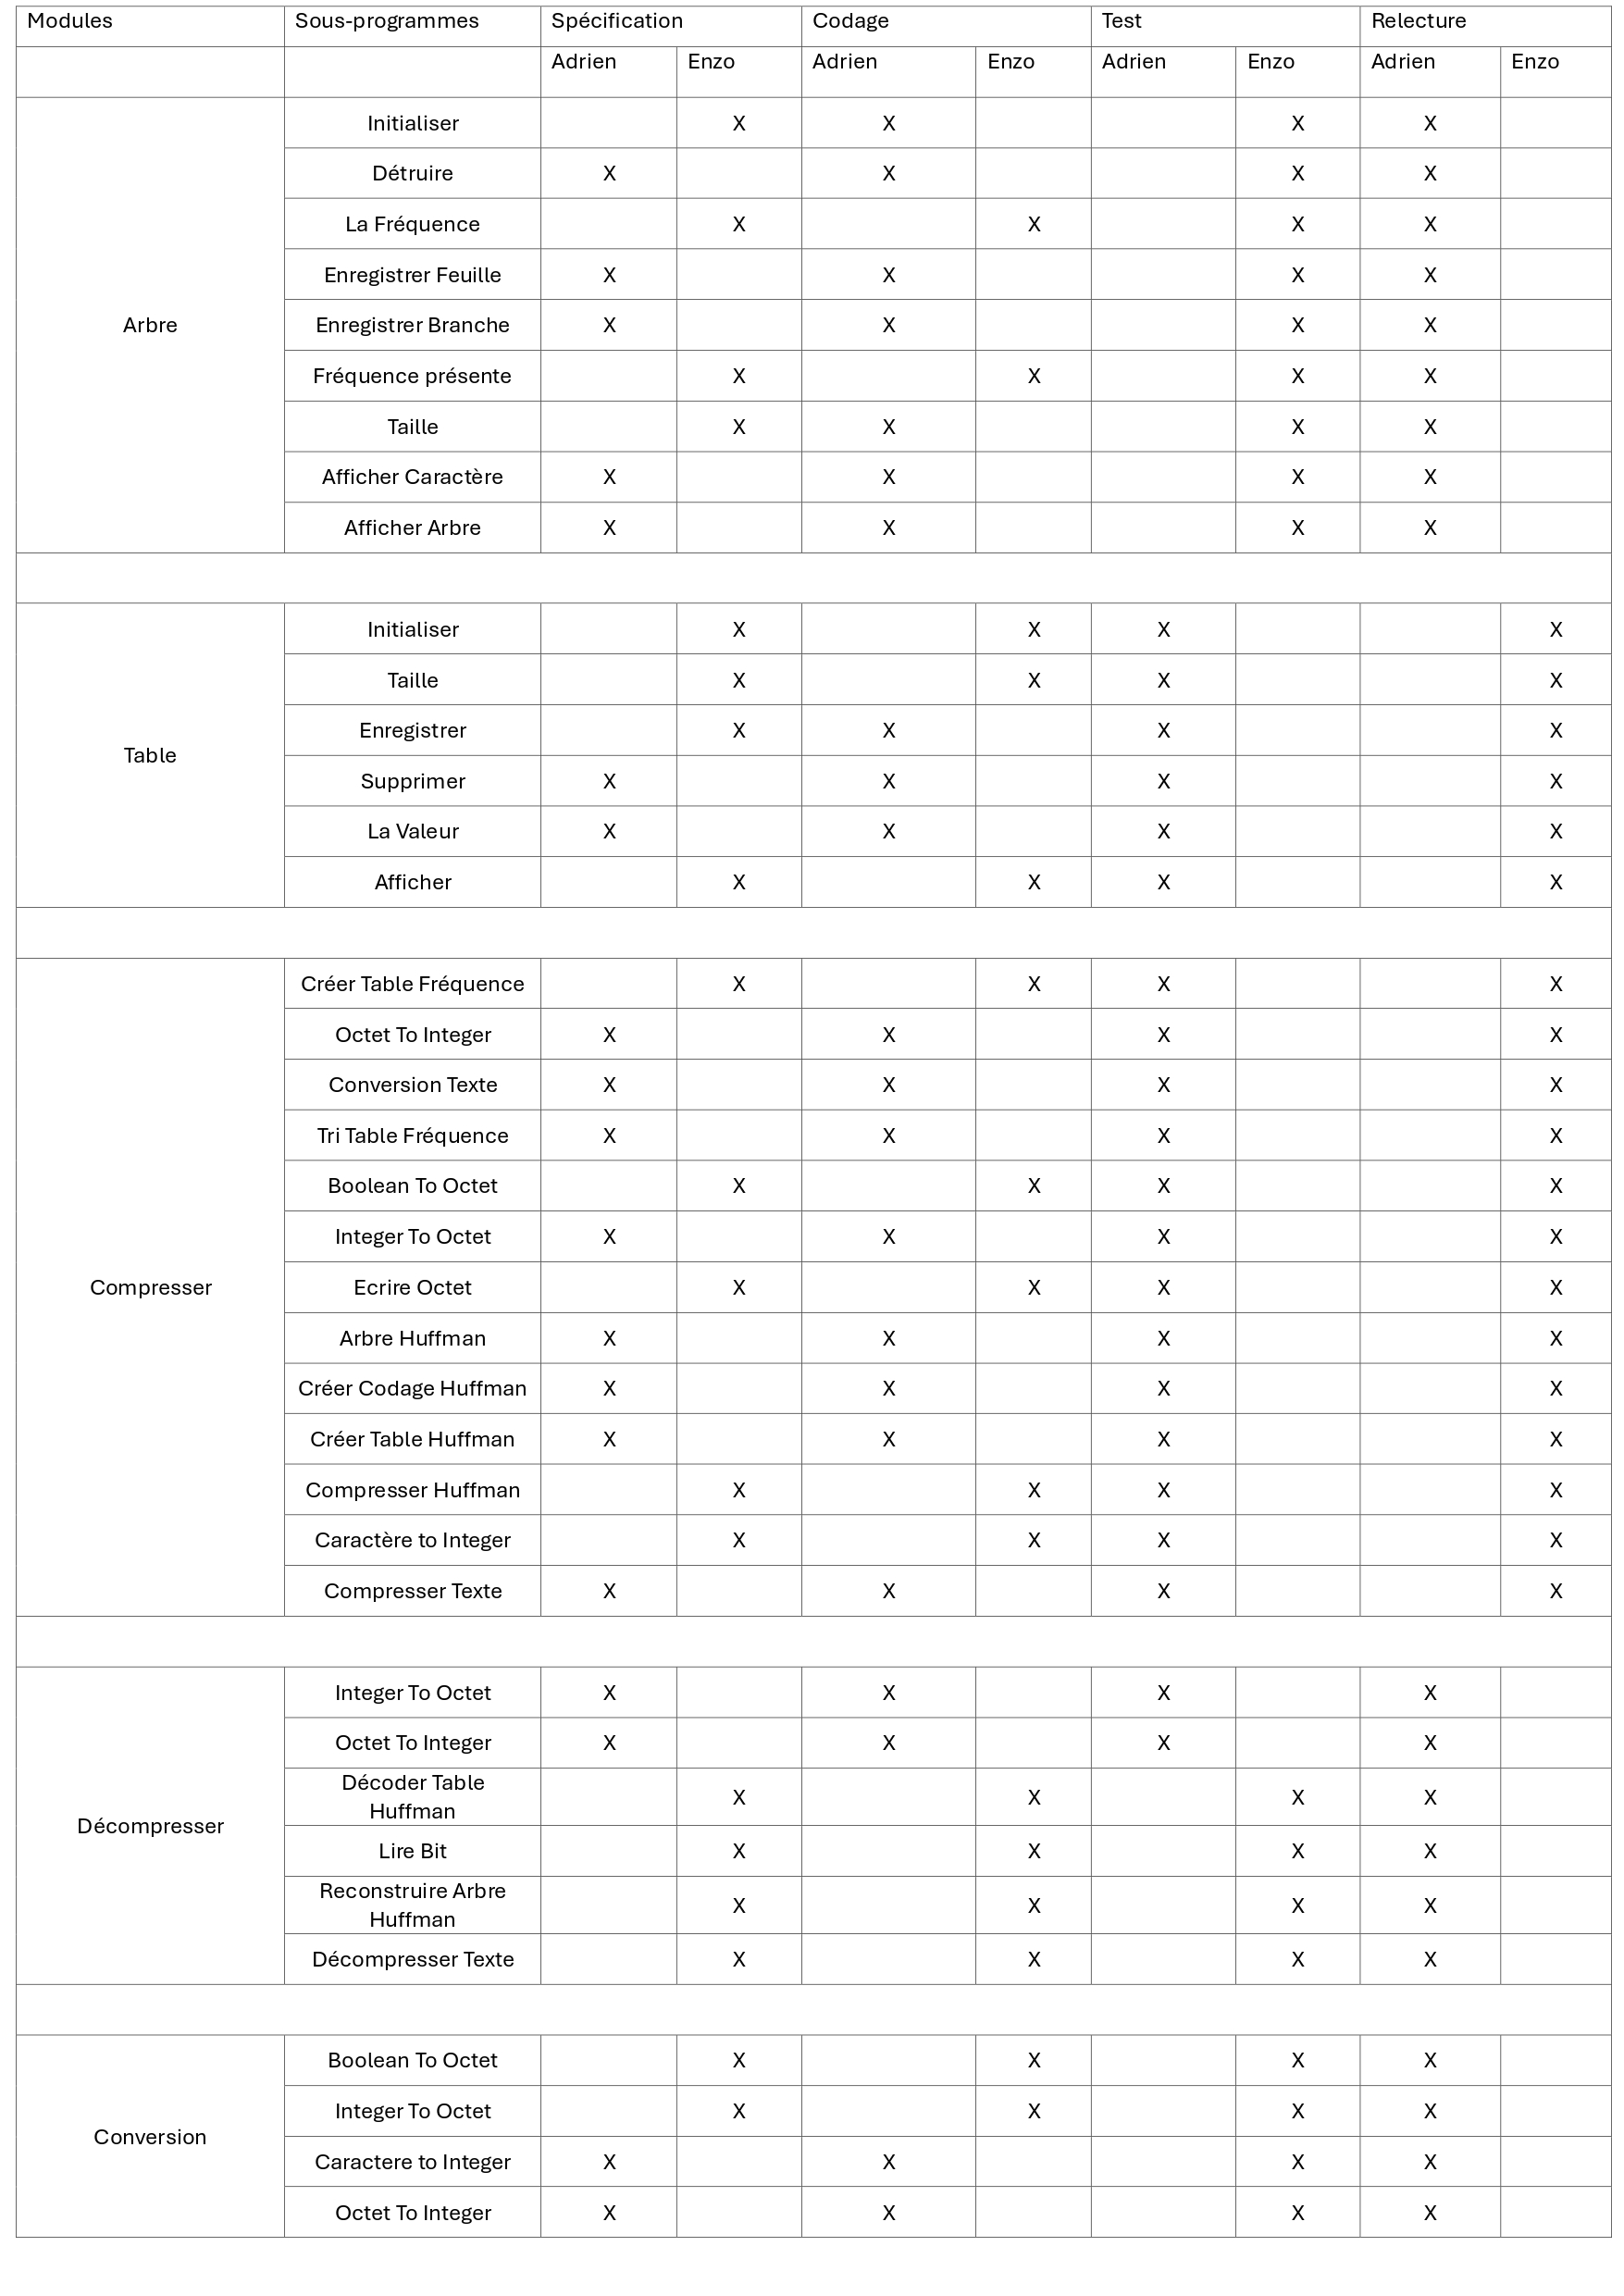 Modules Sous-programmes Spécification Codage Test Relecture
Adrien Enzo Adrien Enzo Adrien Enzo Adrien Enzo
Arbre
Initialiser X X X X
Détruire X X X X
La Fréquence X X X X
Enregistrer Feuille X X X X
Enregistrer Branche X X X X
Fréquence présente X X X X
Taille X X X X
Afficher Caractère X X X X
Afficher Arbre X X X X
Table
Initialiser X X X X
Taille X X X X
Enregistrer X X X X
Supprimer X X X X
La Valeur X X X X
Afficher X X X X
Compresser
Créer Table Fréquence X X X X
Octet To Integer X X X X
Conversion Texte X X X X
Tri Table Fréquence X X X X
Boolean To Octet X X X X
Integer To Octet X X X X
Ecrire Octet X X X X
Arbre Huffman X X X X
Créer Codage Huffman X X X X
Créer Table Huffman X X X X
Compresser Huffman X X X X
Caractère to Integer X X X X
Compresser Texte X X X X
Décompresser
Integer To Octet X X X X
Octet To Integer X X X X
Décoder Table
Huffman X X X X
Lire Bit X X X X
Reconstruire Arbre
Huffman X X X X
Décompresser Texte X X X X
Conversion
Boolean To Octet X X X X
Integer To Octet X X X X
Caractere to Integer X X X X
Octet To Integer X X X X